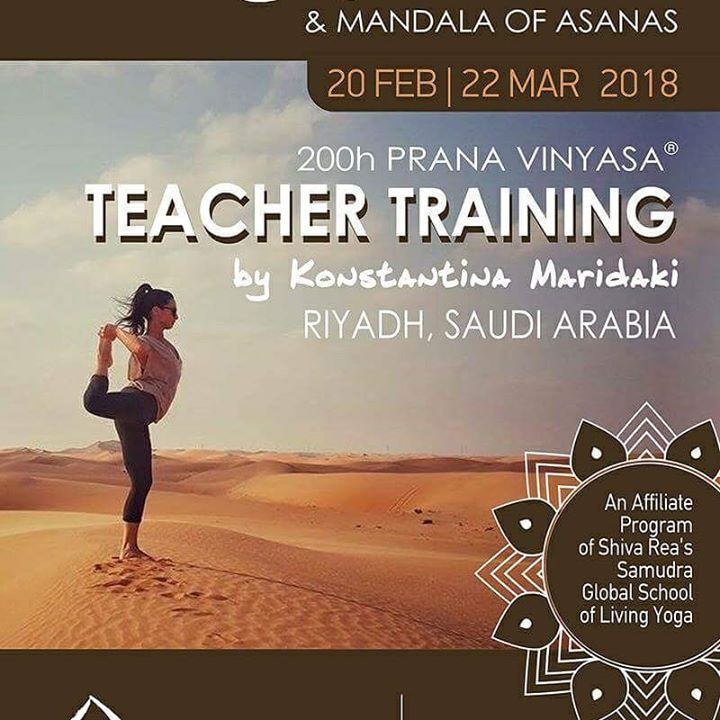 & MANDALA OF ASANAS
20 FEB | 22 MAR 2018
200h PRANA VINYASA®
TEACHER TRAINING
by Konstantina Maridaki
RIYADH, SAUDI ARABIA
An Affiliate
Program
of Shiva Rea's
Samudra
Global School
of Living Yoga